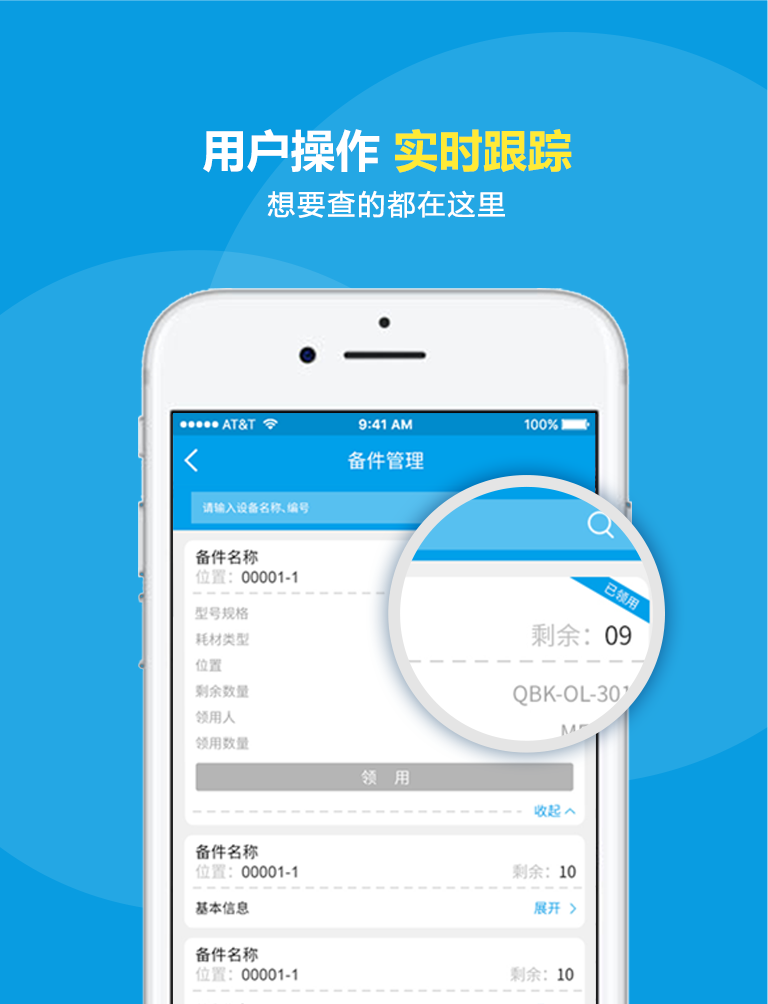 用户操作 实时跟踪
想要查的都在这里
AT&T 9:41 AM 100%
备件管理
请输入设备名称、编号
备件名称
已领用
位置：00001-1
剩余：09
型号规格
QBK-OL-301
耗材类型
位置
剩余数量
领用人
领用数量
领 用
收起
备件名称
位置：00001-1 剩余：10
基本信息 展开
备件名称
位置：00001-1 剩余：10